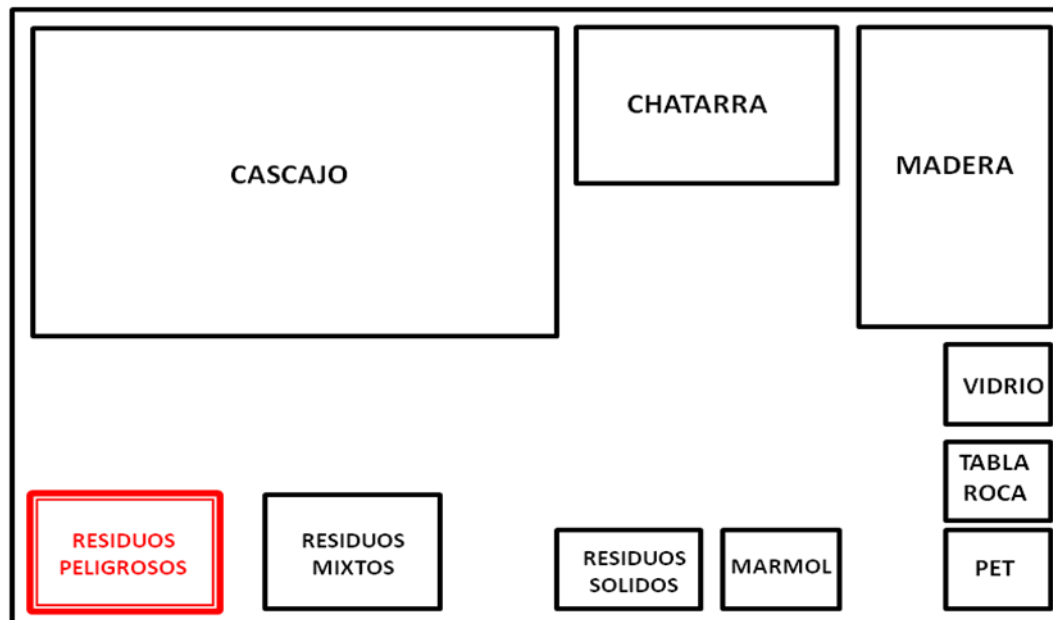 CASCAJO
CHATARRA
MADERA
VIDRIO
TABLA
ROCA
RESIDUOS
PELIGROSOS
RESIDUOS
MIXTOS
RESIDUOS
SOLIDOS
MARMOL
PET